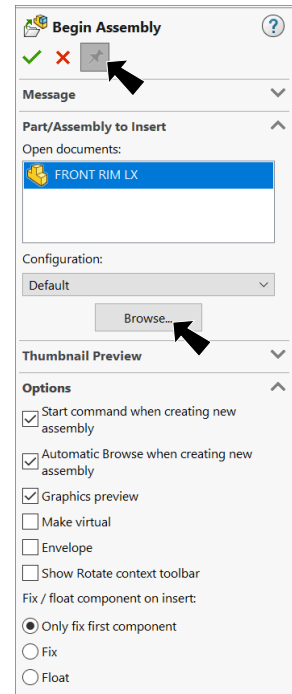 Begin Assembly
?
Message
Part/Assembly to Insert
Open documents:
FRONT RIM LX
Configuration:
Default
Browse...
Thumbnail Preview
Options
Start command when creating new
assembly
Automatic Browse when creating new
assembly
Graphics preview
Make virtual
Envelope
Show Rotate context toolbar
Fix / float component on insert:
Only fix first component
Fix
Float